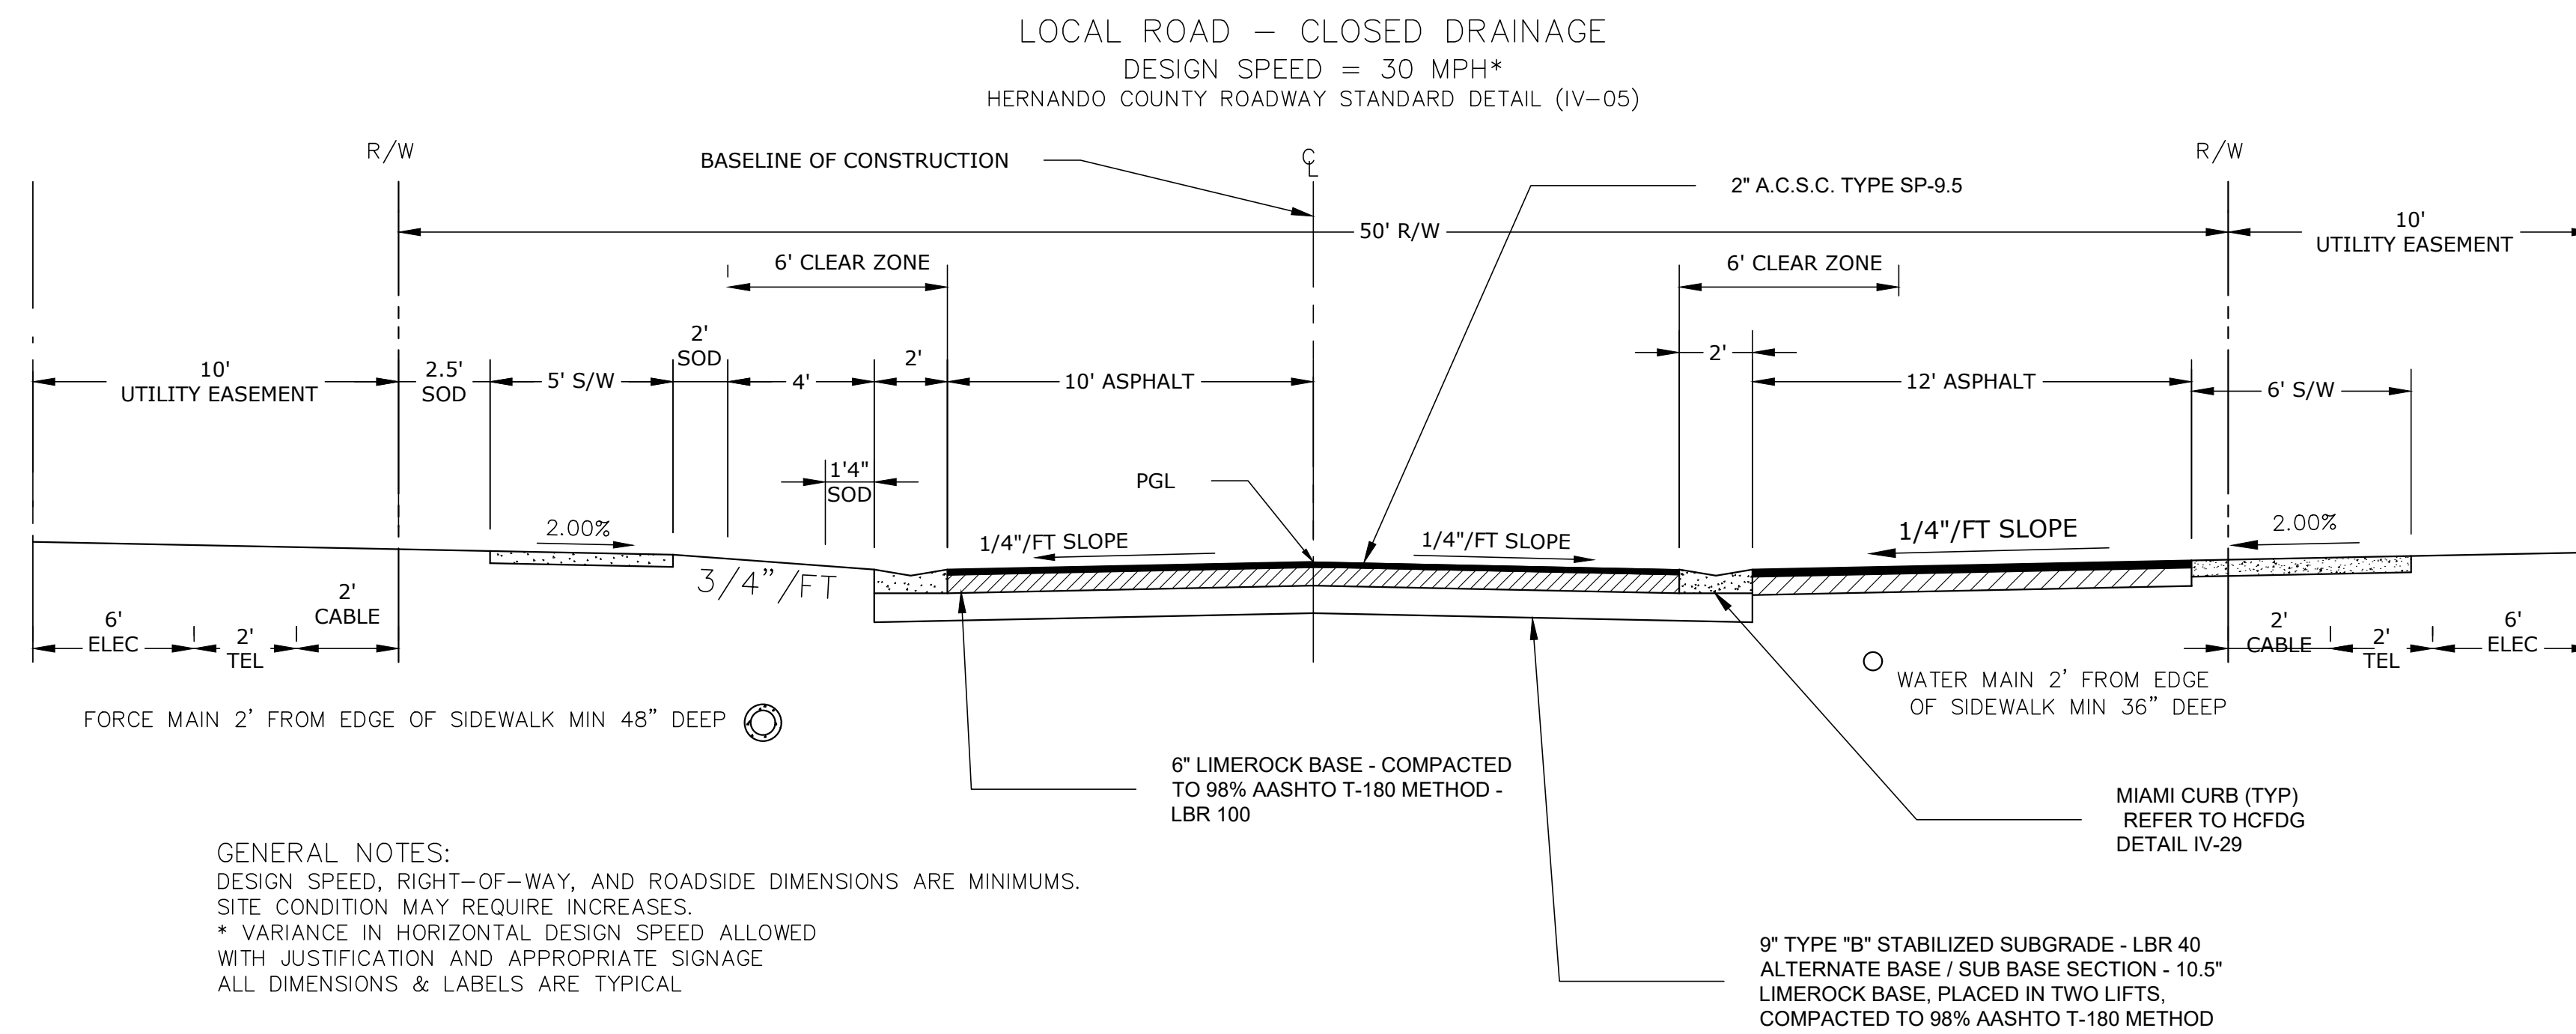 LOCAL ROAD – CLOSED DRAINAGE
DESIGN SPEED = 30 MPH*
HERNANDO COUNTY ROADWAY STANDARD DETAIL (IV–05)
R/W
BASELINE OF CONSTRUCTION
CL
R/W
2" A.C.S.C. TYPE SP-9.5
50' R/W
10'
UTILITY EASEMENT
6' CLEAR ZONE
6' CLEAR ZONE
10'
UTILITY EASEMENT
2.5'
SOD
5' S/W
2'
SOD
4'
2'
10' ASPHALT
2'
12' ASPHALT
6' S/W
1'4"
SOD
PGL
2.00%
1/4"/FT SLOPE
1/4"/FT SLOPE
1/4"/FT SLOPE
2.00%
3/4"/FT
6'
ELEC
2'
TEL
2'
CABLE
2'
CABLE
2'
TEL
6'
ELEC
FORCE MAIN 2' FROM EDGE OF SIDEWALK MIN 48" DEEP
WATER MAIN 2' FROM EDGE
OF SIDEWALK MIN 36" DEEP
6" LIMEROCK BASE - COMPACTED
TO 98% AASHTO T-180 METHOD -
LBR 100
MIAMI CURB (TYP)
REFER TO HCFDG
DETAIL IV-29
GENERAL NOTES:
DESIGN SPEED, RIGHT–OF–WAY, AND ROADSIDE DIMENSIONS ARE MINIMUMS.
SITE CONDITION MAY REQUIRE INCREASES.
* VARIANCE IN HORIZONTAL DESIGN SPEED ALLOWED
WITH JUSTIFICATION AND APPROPRIATE SIGNAGE
ALL DIMENSIONS & LABELS ARE TYPICAL
9" TYPE "B" STABILIZED SUBGRADE - LBR 40
ALTERNATE BASE / SUB BASE SECTION - 10.5"
LIMEROCK BASE, PLACED IN TWO LIFTS,
COMPACTED TO 98% AASHTO T-180 METHOD